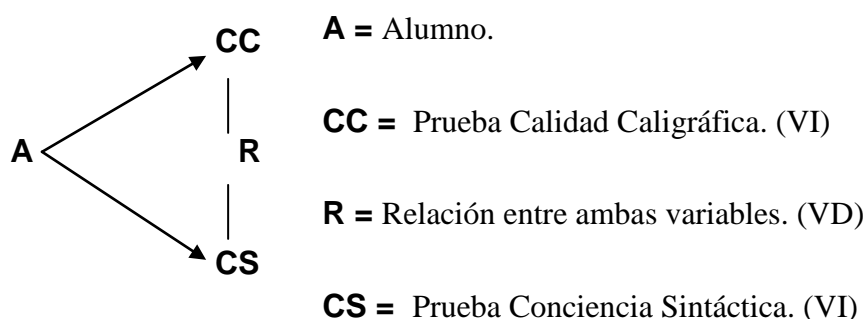 CC
A
R
CS
A = Alumno.
CC = Prueba Calidad Caligráfica. (VI)
R = Relación entre ambas variables. (VD)
CS = Prueba Conciencia Sintáctica. (VI)